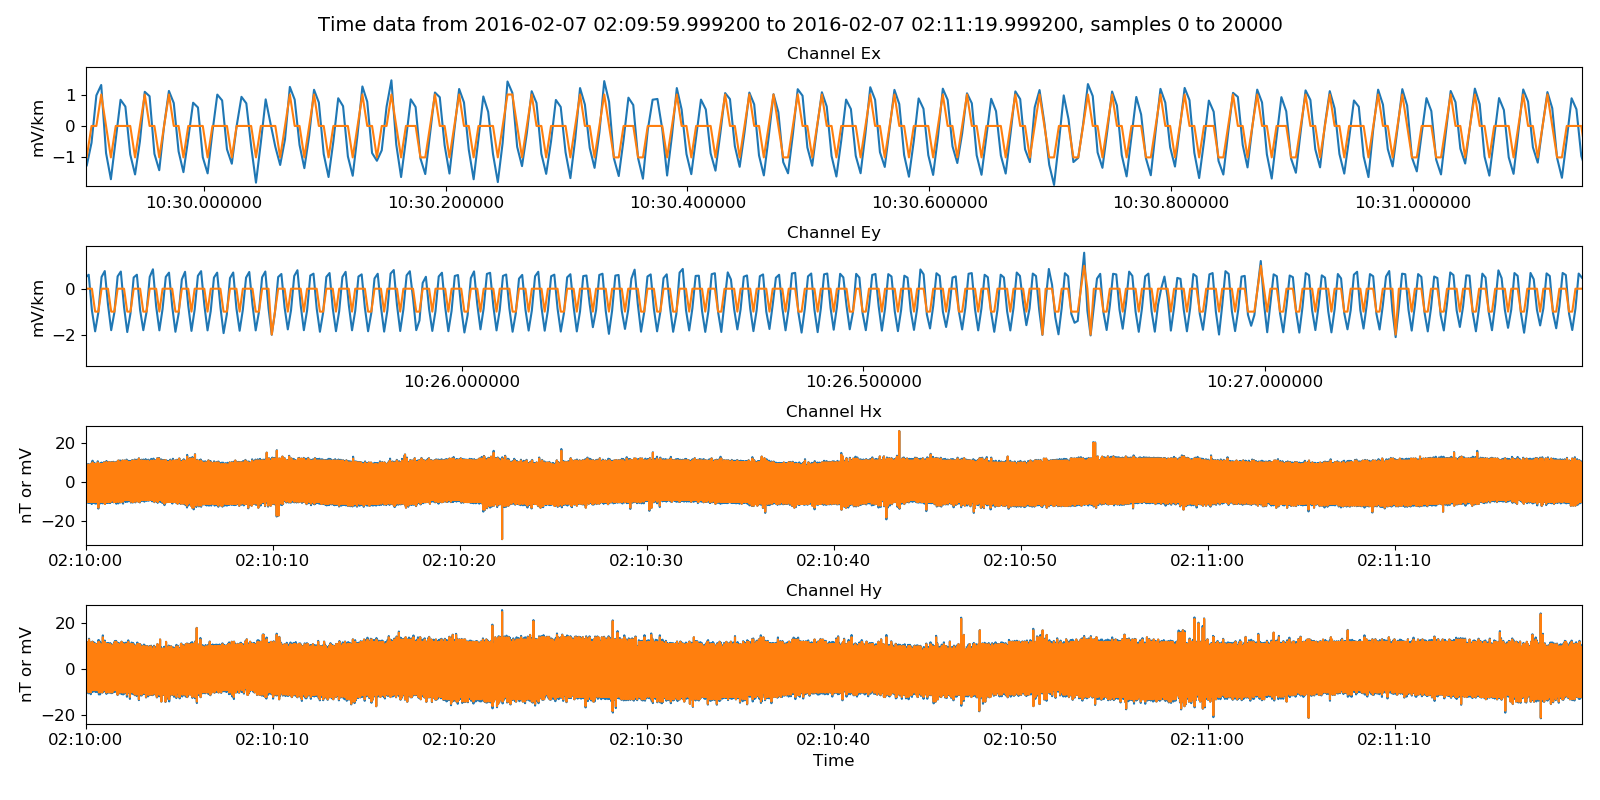 Time data from 2016-02-07 02:09:59.999200 to 2016-02-07 02:11:19.999200, samples 0 to 20000
Channel Ex
mV/km
1
0
−1
10:30.000000 10:30.200000 10:30.400000 10:30.600000 10:30.800000 10:31.000000
Channel Ey
mV/km
0
−2
10:26.000000 10:26.500000 10:27.000000
Channel Hx
nT or mV
20
0
−20
02:10:00 02:10:10 02:10:20 02:10:30 02:10:40 02:10:50 02:11:00 02:11:10
Channel Hy
nT or mV
20
0
−20
02:10:00 02:10:10 02:10:20 02:10:30 02:10:40 02:10:50 02:11:00 02:11:10
Time